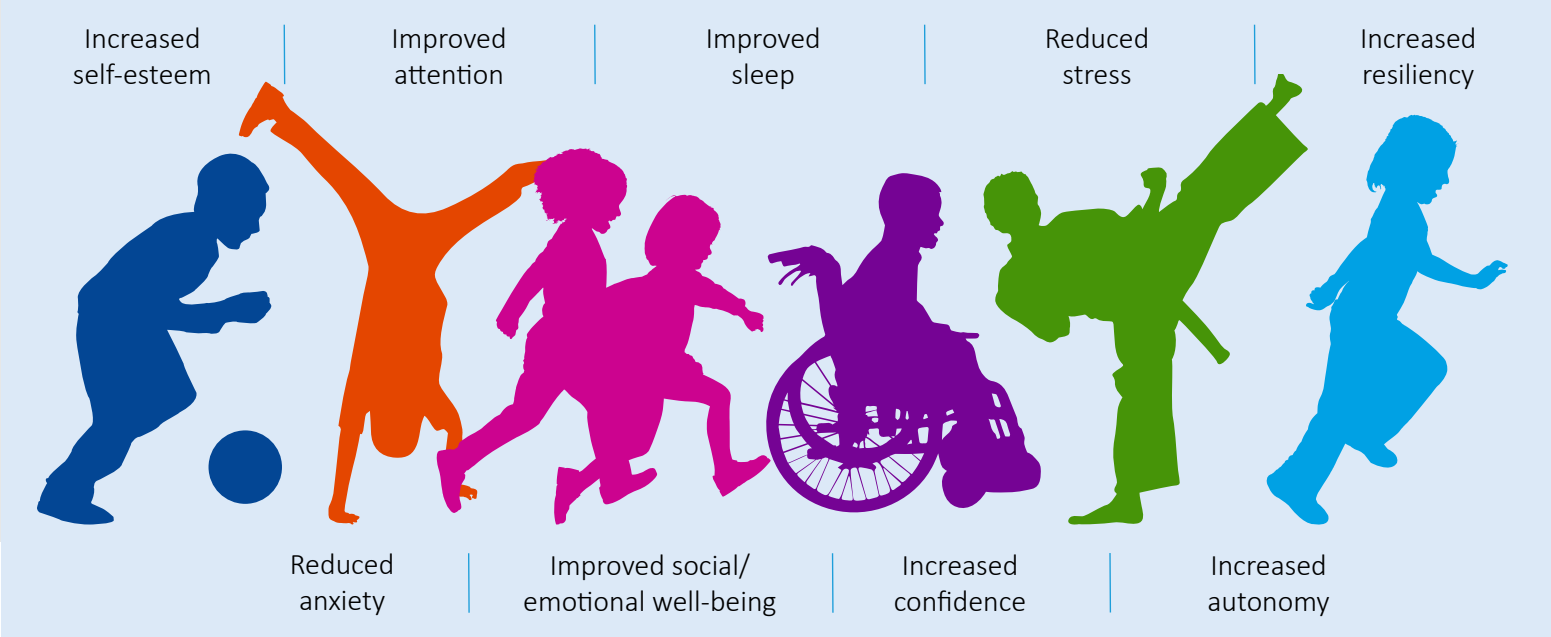 Increased
self-esteem
Improved
attention
Improved
sleep
Reduced
stress
Increased
resiliency
Reduced
anxiety
Improved social/
emotional well-being
Increased
confidence
Increased
autonomy